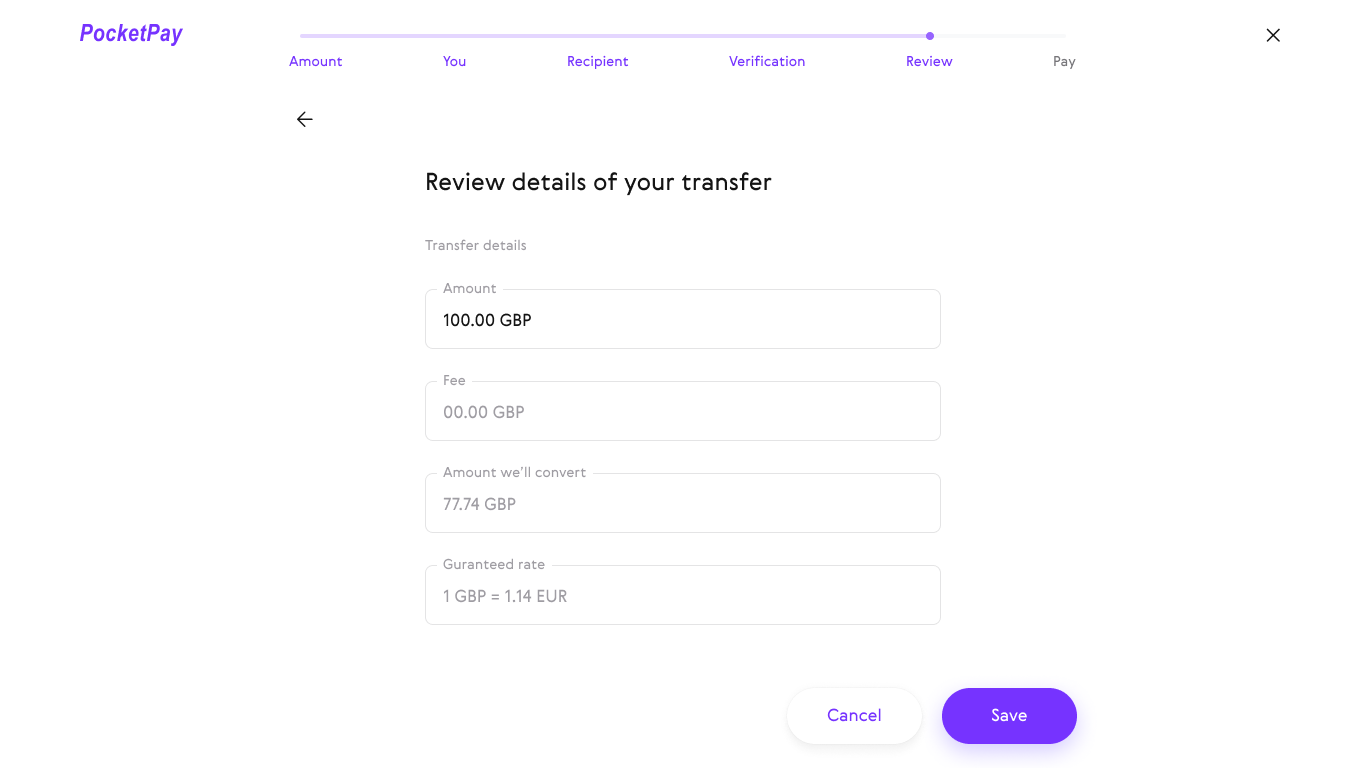 PocketPay
Amount
You
Recipient
Verification
Review
Pay
Review details of your transfer
Transfer details
Amount
100.00 GBP
Fee
00.00 GBP
Amount we'll convert
77.74 GBP
Guranteed rate
1 GBP = 1.14 EUR
Cancel
Save